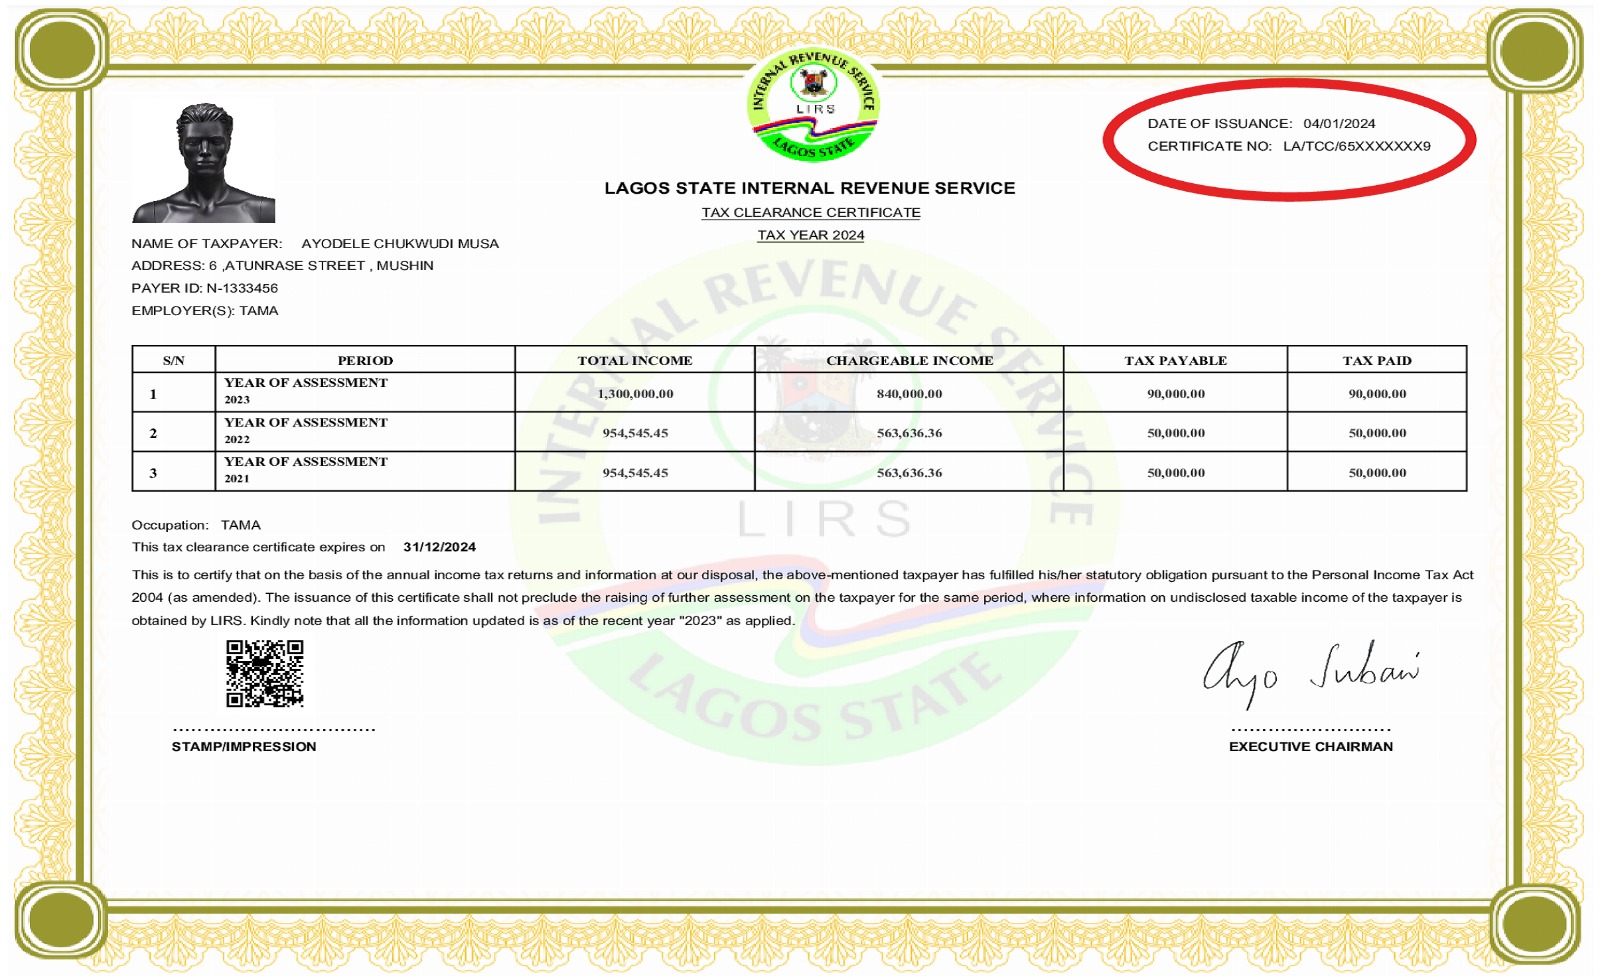 INTERNAL REVENUE SERVICE
LIRS
LAGOS STATE
DATE OF ISSUANCE: 04/01/2024
CERTIFICATE NO: LA/TCC/65XXXXXXX9
LAGOS STATE INTERNAL REVENUE SERVICE
TAX CLEARANCE CERTIFICATE
TAX YEAR 2024
NAME OF TAXPAYER: AYODELE CHUKWUDI MUSA
ADDRESS: 6 ,ATUNRASE STREET , MUSHIN
PAYER ID: N-1333456
EMPLOYER(S): TAMA
INTERNAL REVENUE SERVICE
LIRS
LAGOS STATE
S/N PERIOD TOTAL INCOME CHARGEABLE INCOME TAX PAYABLE TAX PAID
1 YEAR OF ASSESSMENT 2023 1,300,000.00 840,000.00 90,000.00 90,000.00
2 YEAR OF ASSESSMENT 2022 954,545.45 563,636.36 50,000.00 50,000.00
3 YEAR OF ASSESSMENT 2021 954,545.45 563,636.36 50,000.00 50,000.00
Occupation: TAMA
This tax clearance certificate expires on 31/12/2024
This is to certify that on the basis of the annual income tax returns and information at our disposal, the above-mentioned taxpayer has fulfilled his/her statutory obligation pursuant to the Personal Income Tax Act
2004 (as amended). The issuance of this certificate shall not preclude the raising of further assessment on the taxpayer for the same period, where information on undisclosed taxable income of the taxpayer is
obtained by LIRS. Kindly note that all the information updated is as of the recent year "2023" as applied.
Ayo Subair
STAMP/IMPRESSION
EXECUTIVE CHAIRMAN